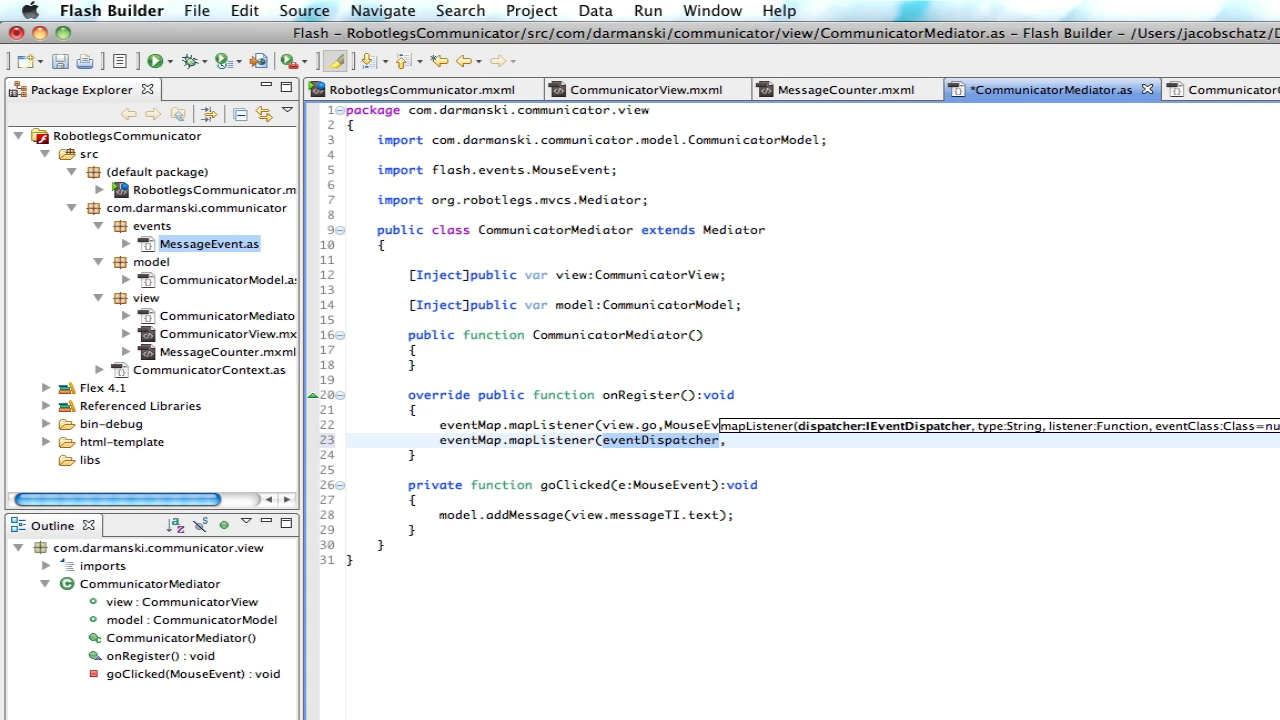 Flash Builder File Edit Source Navigate Search Project Data Run Window Help
Flash – RobotlegsCommunicator/src/com/darmanski/communicator/view/CommunicatorMediator.as – Flash Builder – /Users/jacobschatz/D
Package Explorer
RobotlegsCommunicator.mxml CommunicatorView.mxml MessageCounter.mxml *CommunicatorMediator.as Communicator
RobotlegsCommunicator
src
(default package)
RobotlegsCommunicator.m
com.darmanski.communicator
events
MessageEvent.as
model
CommunicatorModel.as
view
CommunicatorMediato
CommunicatorView.mx
MessageCounter.mxml
CommunicatorContext.as
Flex 4.1
Referenced Libraries
bin-debug
html-template
libs
Outline
com.darmanski.communicator.view
imports
CommunicatorMediator
view : CommunicatorView
model : CommunicatorModel
CommunicatorMediator()
onRegister() : void
goClicked(MouseEvent) : void
1 package com.darmanski.communicator.view
2 {
3 import com.darmanski.communicator.model.CommunicatorModel;
4
5 import flash.events.MouseEvent;
6
7 import org.robotlegs.mvcs.Mediator;
8
9 public class CommunicatorMediator extends Mediator
10 {
11
12 [Inject]public var view:CommunicatorView;
13
14 [Inject]public var model:CommunicatorModel;
15
16 public function CommunicatorMediator()
17 {
18 }
19
20 override public function onRegister():void
21 {
22 eventMap.mapListener(view.go,MouseEv
mapListener(dispatcher:IEventDispatcher, type:String, listener:Function, eventClass:Class=nu
23 eventMap.mapListener(eventDispatcher,
24 }
25
26 private function goClicked(e:MouseEvent):void
27 {
28 model.addMessage(view.messageTI.text);
29 }
30 }
31 }